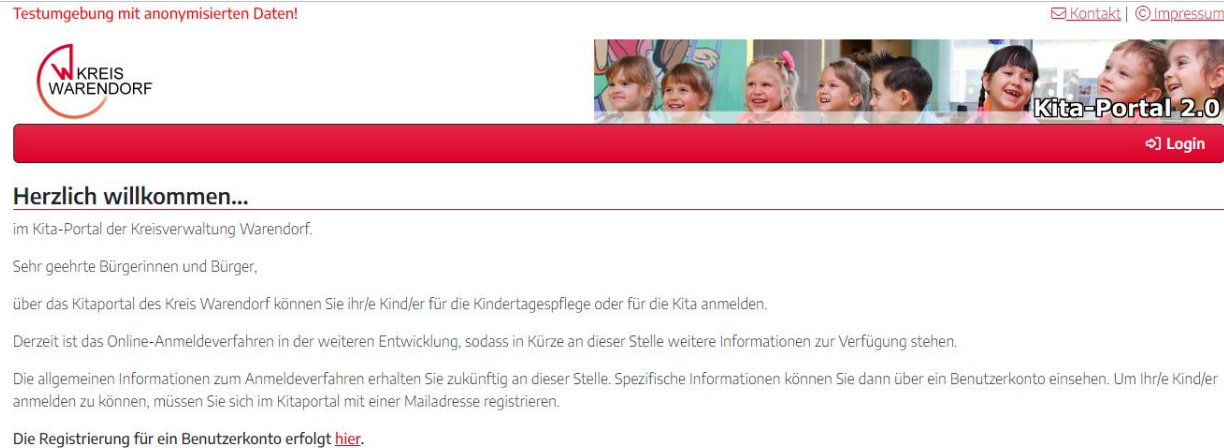 Testumgebung mit anonymisierten Daten!
Kontakt | © Impressum
KREIS
WARENDORF
Kita-Portal 2.0
Login
Herzlich willkommen...
im Kita-Portal der Kreisverwaltung Warendorf.
Sehr geehrte Bürgerinnen und Bürger,
über das Kitaportal des Kreis Warendorf können Sie ihr/e Kind/er für die Kindertagespflege oder für die Kita anmelden.
Derzeit ist das Online-Anmeldeverfahren in der weiteren Entwicklung, sodass in Kürze an dieser Stelle weitere Informationen zur Verfügung stehen.
Die allgemeinen Informationen zum Anmeldeverfahren erhalten Sie zukünftig an dieser Stelle. Spezifische Informationen können Sie dann über ein Benutzerkonto einsehen. Um Ihr/e Kind/er
anmelden zu können, müssen Sie sich im Kitaportal mit einer Mailadresse registrieren.
Die Registrierung für ein Benutzerkonto erfolgt hier.